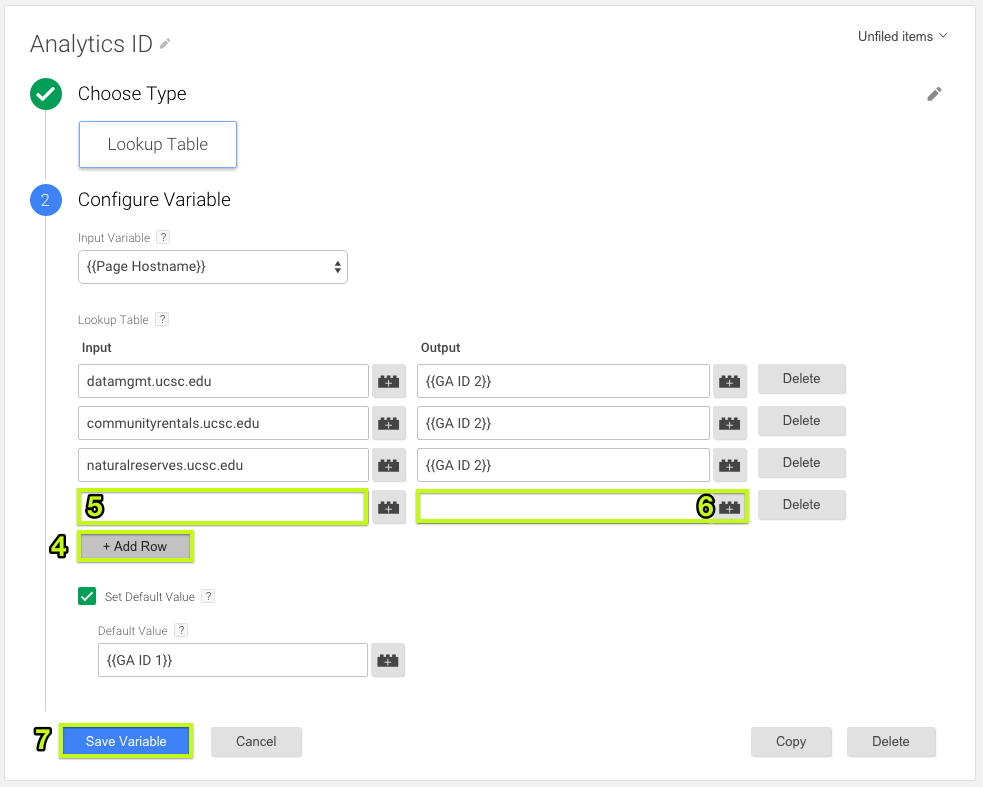 Analytics ID
Unfiled items
Choose Type
Lookup Table
2 Configure Variable
Input Variable ?
{{Page Hostname}}
Lookup Table ?
Input Output
datamgmt.ucsc.edu {{GA ID 2}} Delete
communityrentals.ucsc.edu {{GA ID 2}} Delete
naturalreserves.ucsc.edu {{GA ID 2}} Delete
5 6 Delete
4 + Add Row
Set Default Value ?
Default Value ?
{{GA ID 1}}
7 Save Variable Cancel Copy Delete